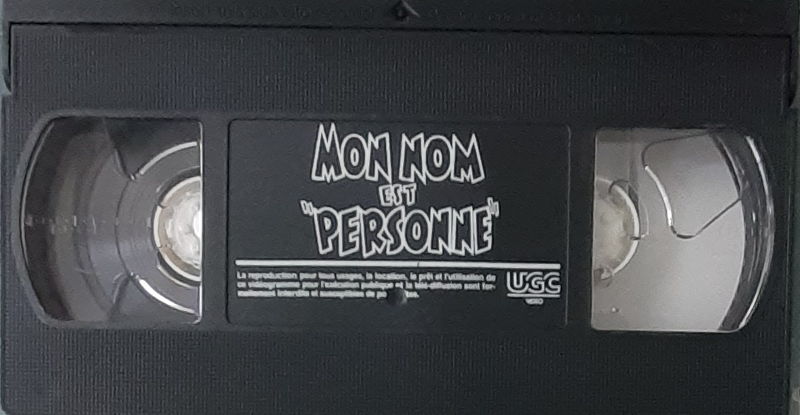 MON NOM
EST
"PERSONNE"
La reproduction pour tous usages, la location, le prêt et l'utilisation de
ce vidéogramme pour l'exécution publique et la télé-diffusion sont for-
mellement interdits et susceptibles de
UGC
VIDEO